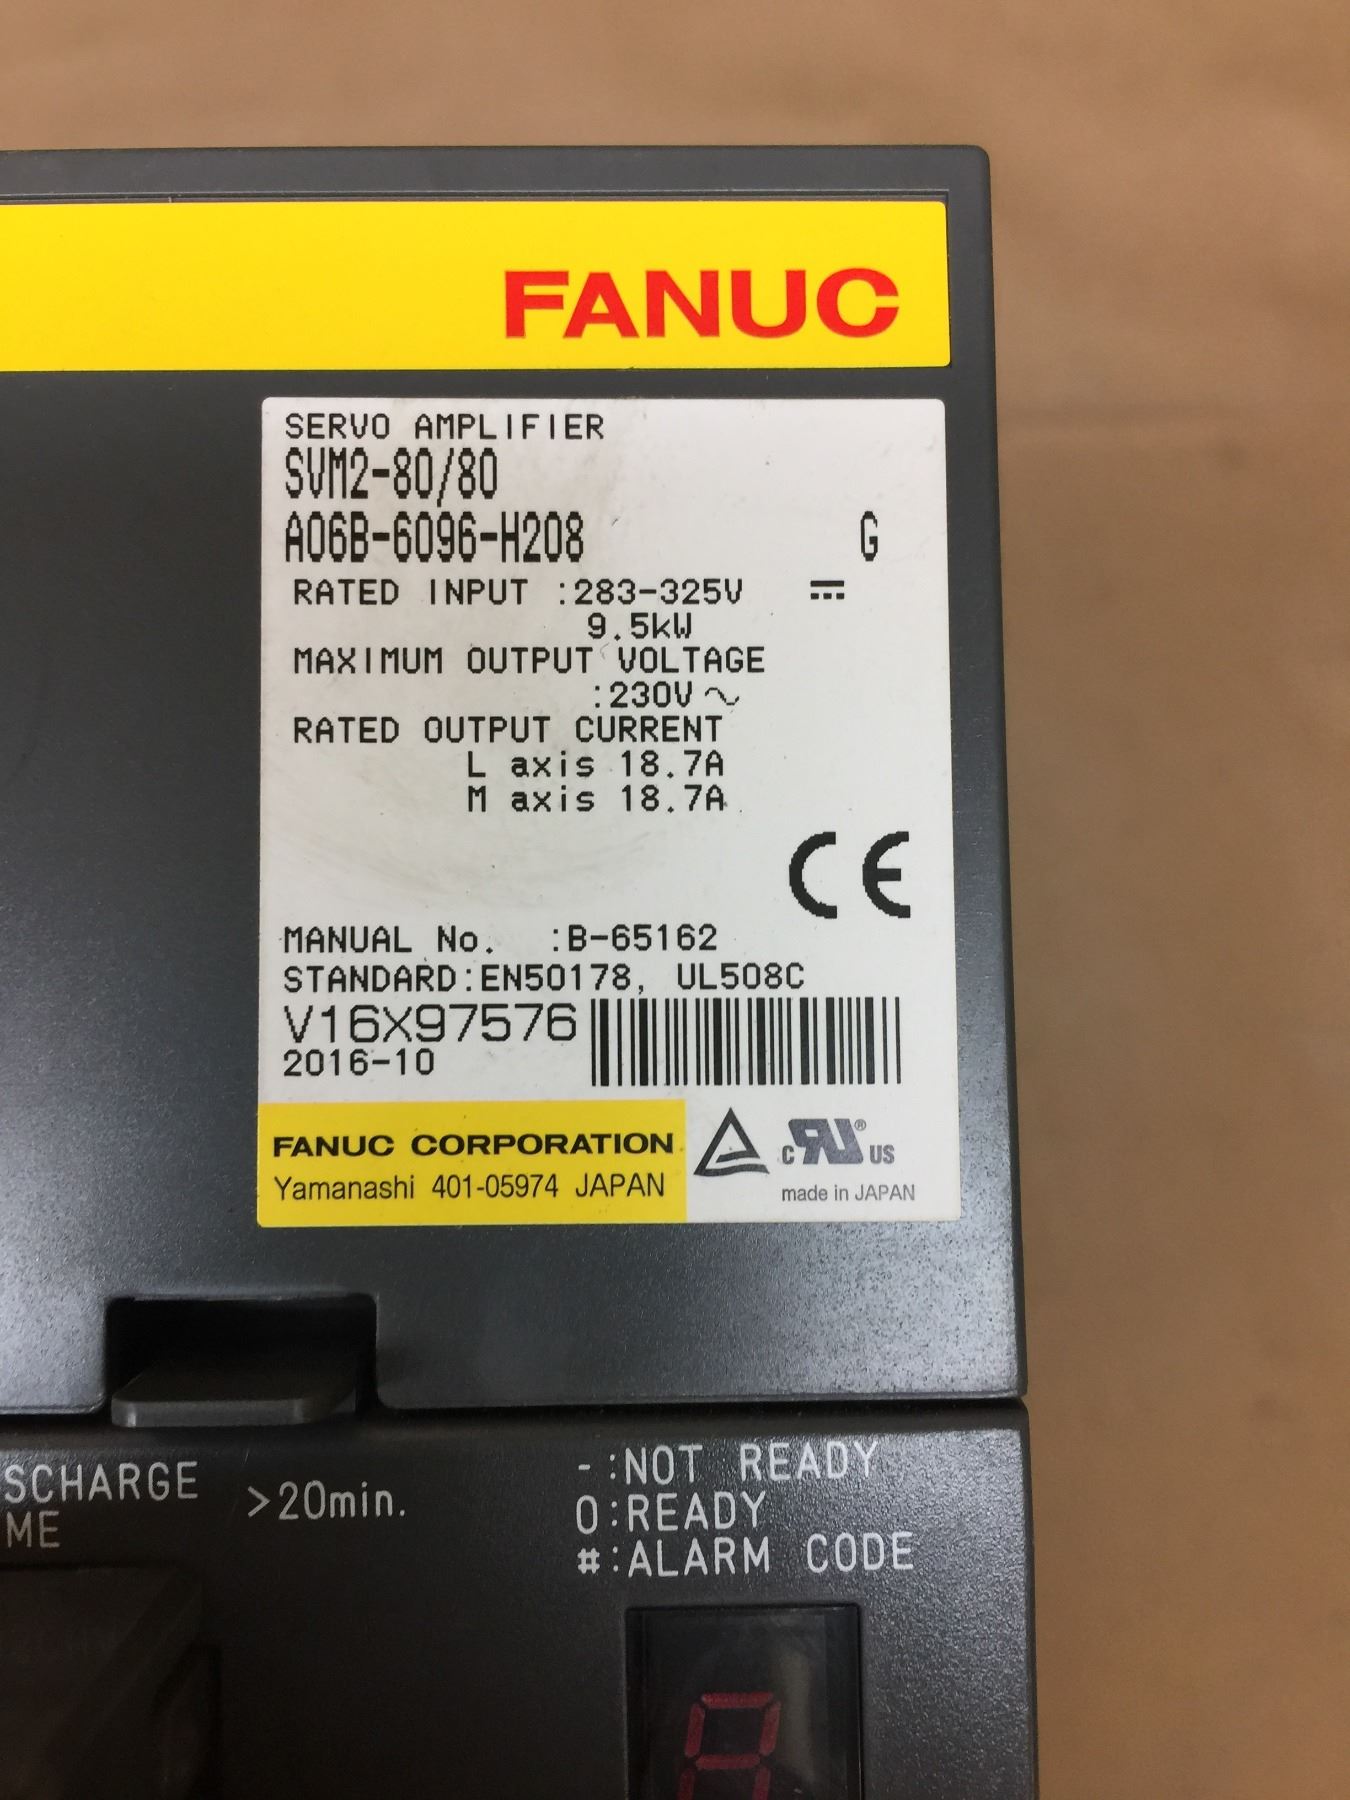 FANUC
SERVO AMPLIFIER
SVM2-80/80
A06B-6096-H208 G
RATED INPUT :283-325V ⎓
9.5kW
MAXIMUM OUTPUT VOLTAGE
:230V ~
RATED OUTPUT CURRENT
L axis 18.7A
M axis 18.7A
CE
MANUAL No. :B-65162
STANDARD:EN50178, UL508C
V16X97576
2016-10
FANUC CORPORATION
Yamanashi 401-05974 JAPAN
c RU ® US
made in JAPAN
SCHARGE >20min.
ME
- :NOT READY
0:READY
#:ALARM CODE